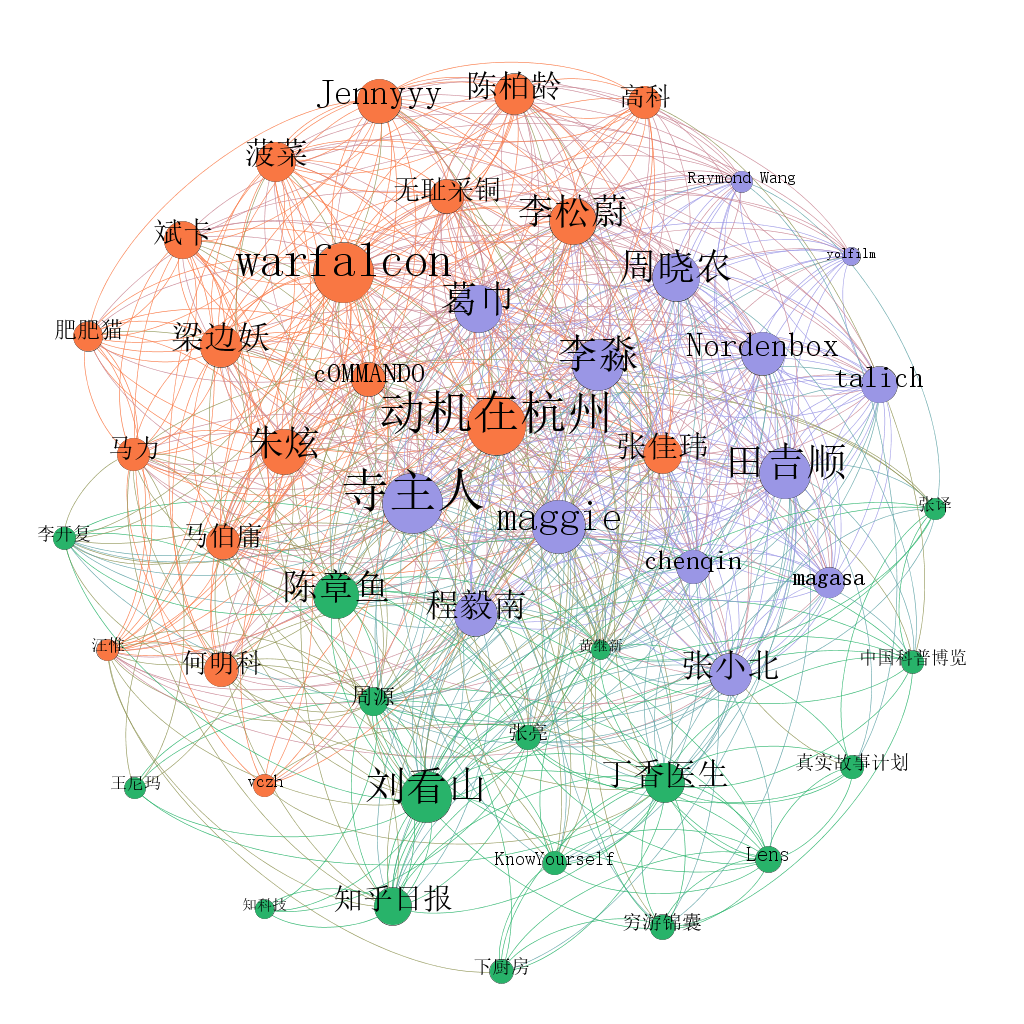 Jennyyy
陈柏龄
高科
菠菜
Raymond Wang
无耻采铜
李松蔚
斌卡
yolfilm
warfalcon
周晓农
葛巾
肥肥猫
梁边妖
李淼
Nordenbox
talich
cOMMANDO
动机在杭州
朱炫
马力
张佳玮
田吉顺
寺主人
张译
maggie
李开复
马伯庸
chenqin
magasa
陈章鱼
程毅南
汪惟
黄继新
何明科
张小北
中国科普博览
周源
张亮
真实故事计划
王尼玛
vczh
刘看山
丁香医生
KnowYourself
Lens
知科技
知乎日报
穷游锦囊
下厨房